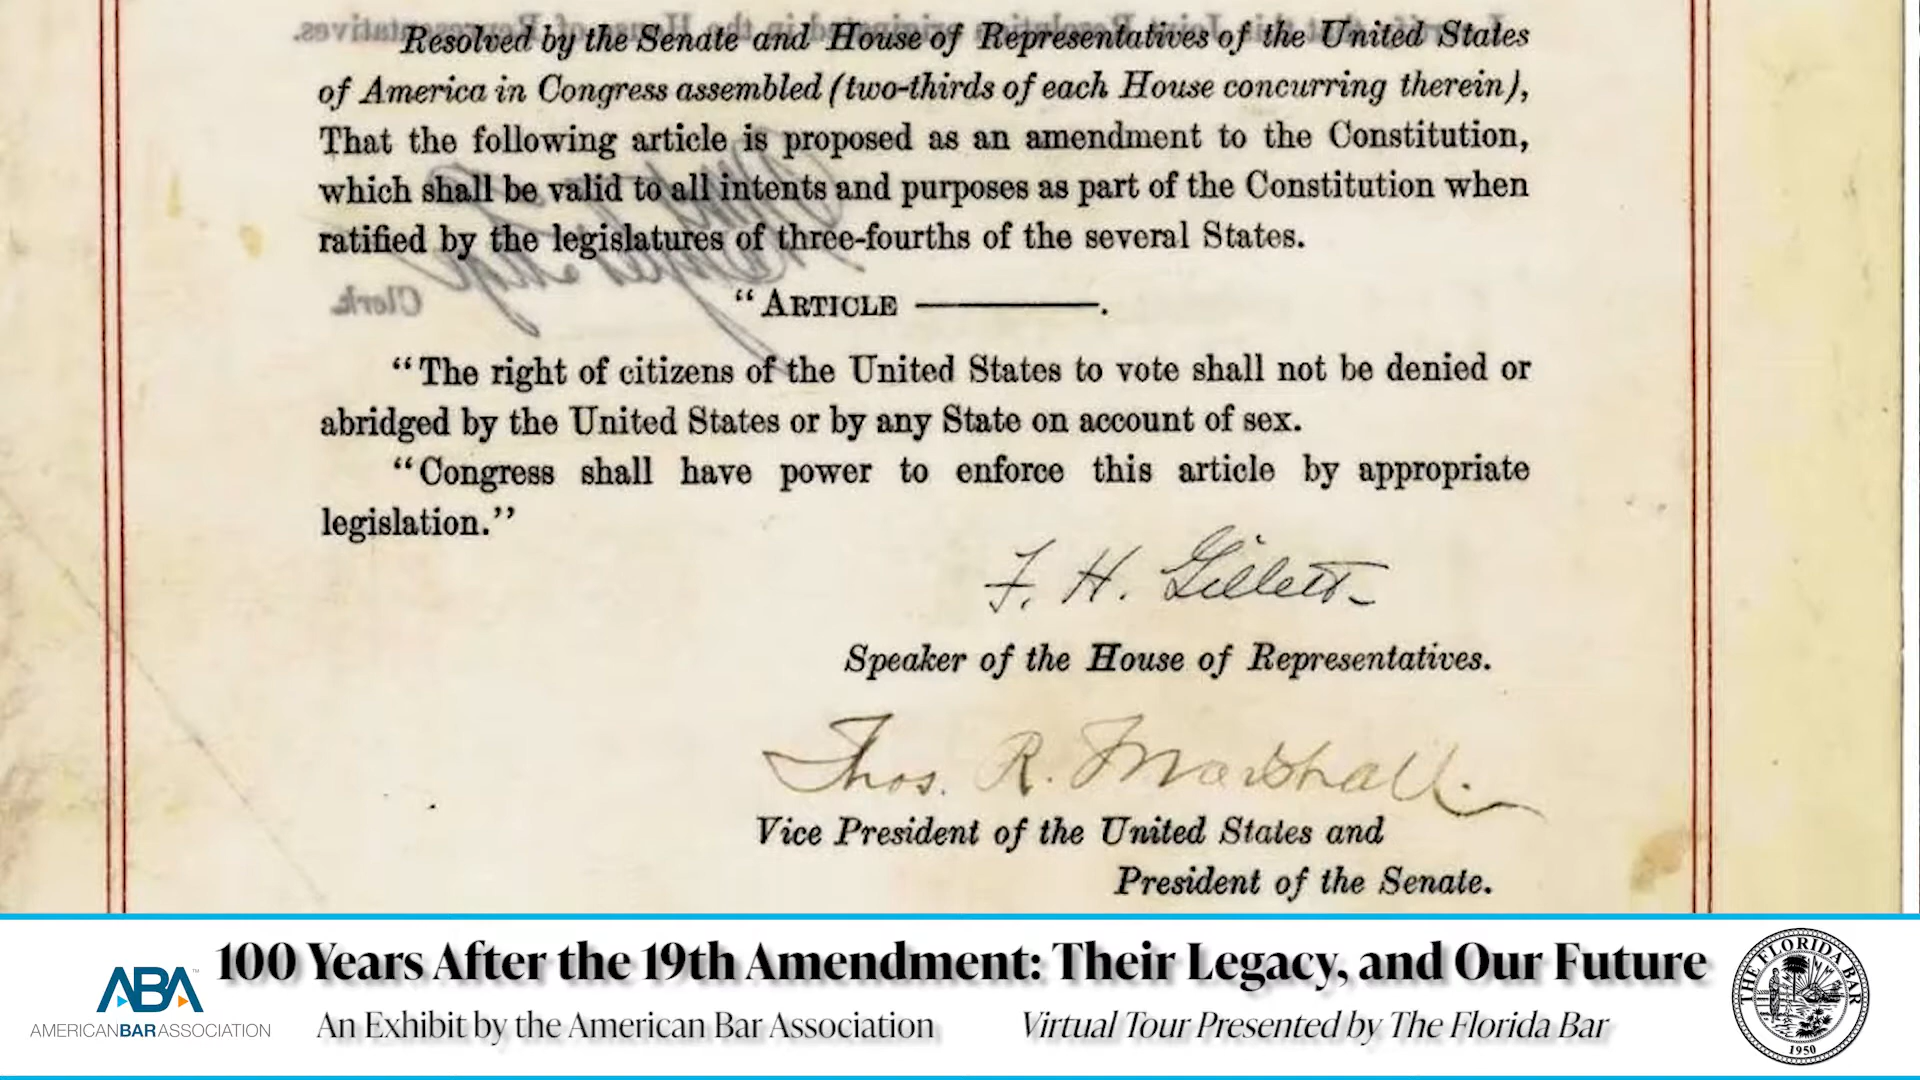 Resolved by the Senate and House of Representatives of the United States
of America in Congress assembled (two-thirds of each House concurring therein),
That the following article is proposed as an amendment to the Constitution,
which shall be valid to all intents and purposes as part of the Constitution when
ratified by the legislatures of three-fourths of the several States.
Clerk.
“ARTICLE ————.
“The right of citizens of the United States to vote shall not be denied or
abridged by the United States or by any State on account of sex.
“Congress shall have power to enforce this article by appropriate
legislation.”
F. H. Gillett
Speaker of the House of Representatives.
Thos. R. Marshall.
Vice President of the United States and
President of the Senate.
ABA™
AMERICAN BAR ASSOCIATION
100 Years After the 19th Amendment: Their Legacy, and Our Future
An Exhibit by the American Bar Association
Virtual Tour Presented by The Florida Bar
THE FLORIDA BAR
1950